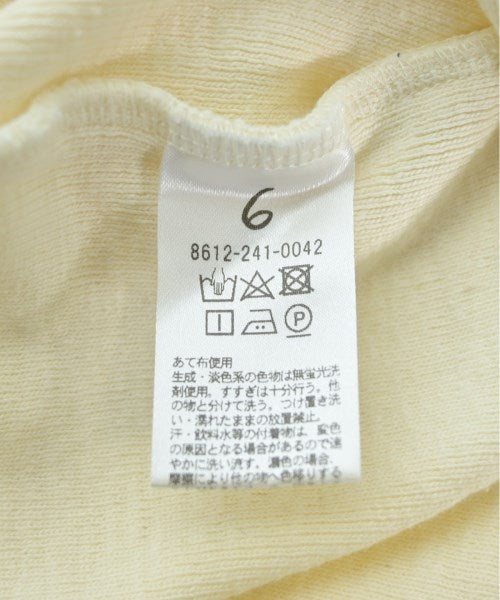 6
8612-241-0042
P
あて布使用
生成・淡色系の色物は無蛍光洗
剤使用。すすぎは十分行う。他
の物と分けて洗う。つけ置き洗
い・濡れたままの放置禁止。
汗・飲料水等の付着物は、変色
の原因となる場合があるので速
やかに洗い流す。濃色の場合、
摩擦により他の物へ色移りする